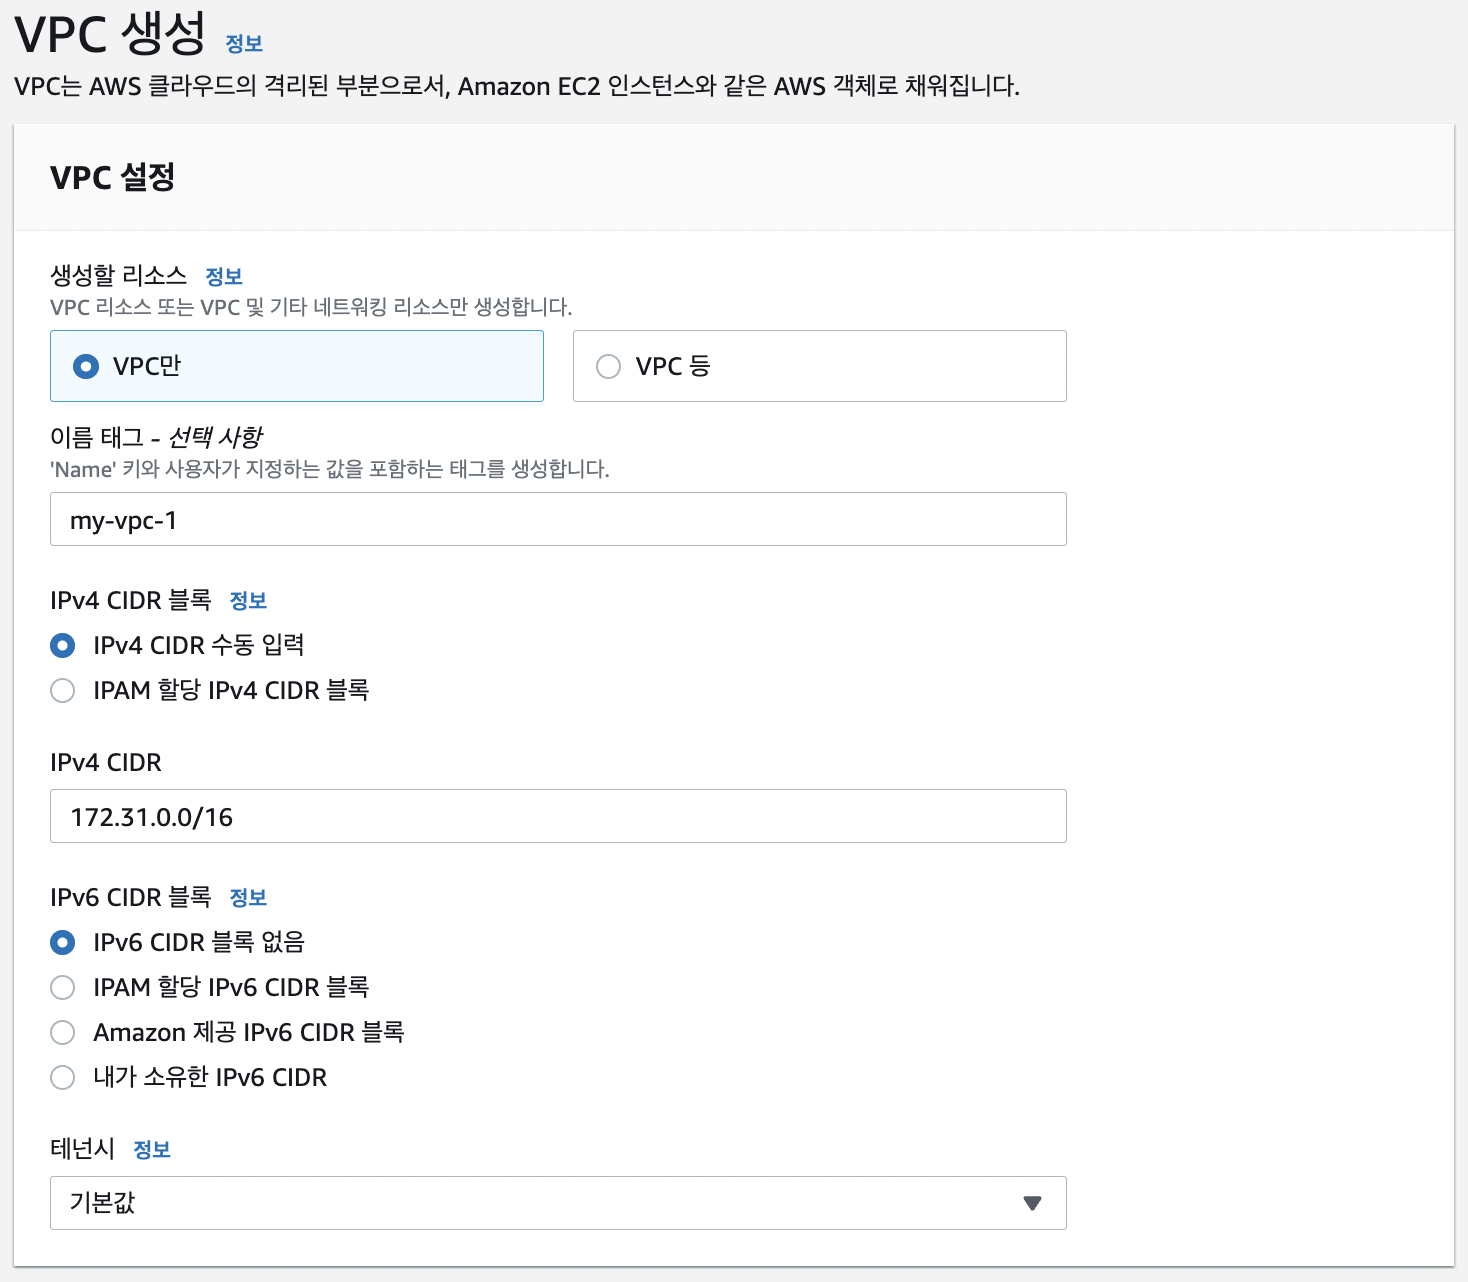 VPC 생성 정보
VPC는 AWS 클라우드의 격리된 부분으로서, Amazon EC2 인스턴스와 같은 AWS 객체로 채워집니다.
VPC 설정
생성할 리소스 정보
VPC 리소스 또는 VPC 및 기타 네트워킹 리소스만 생성합니다.
VPC만 VPC 등
이름 태그 - 선택 사항
'Name' 키와 사용자가 지정하는 값을 포함하는 태그를 생성합니다.
my-vpc-1
IPv4 CIDR 블록 정보
IPv4 CIDR 수동 입력
IPAM 할당 IPv4 CIDR 블록
IPv4 CIDR
172.31.0.0/16
IPv6 CIDR 블록 정보
IPv6 CIDR 블록 없음
IPAM 할당 IPv6 CIDR 블록
Amazon 제공 IPv6 CIDR 블록
내가 소유한 IPv6 CIDR
테넌시 정보
기본값